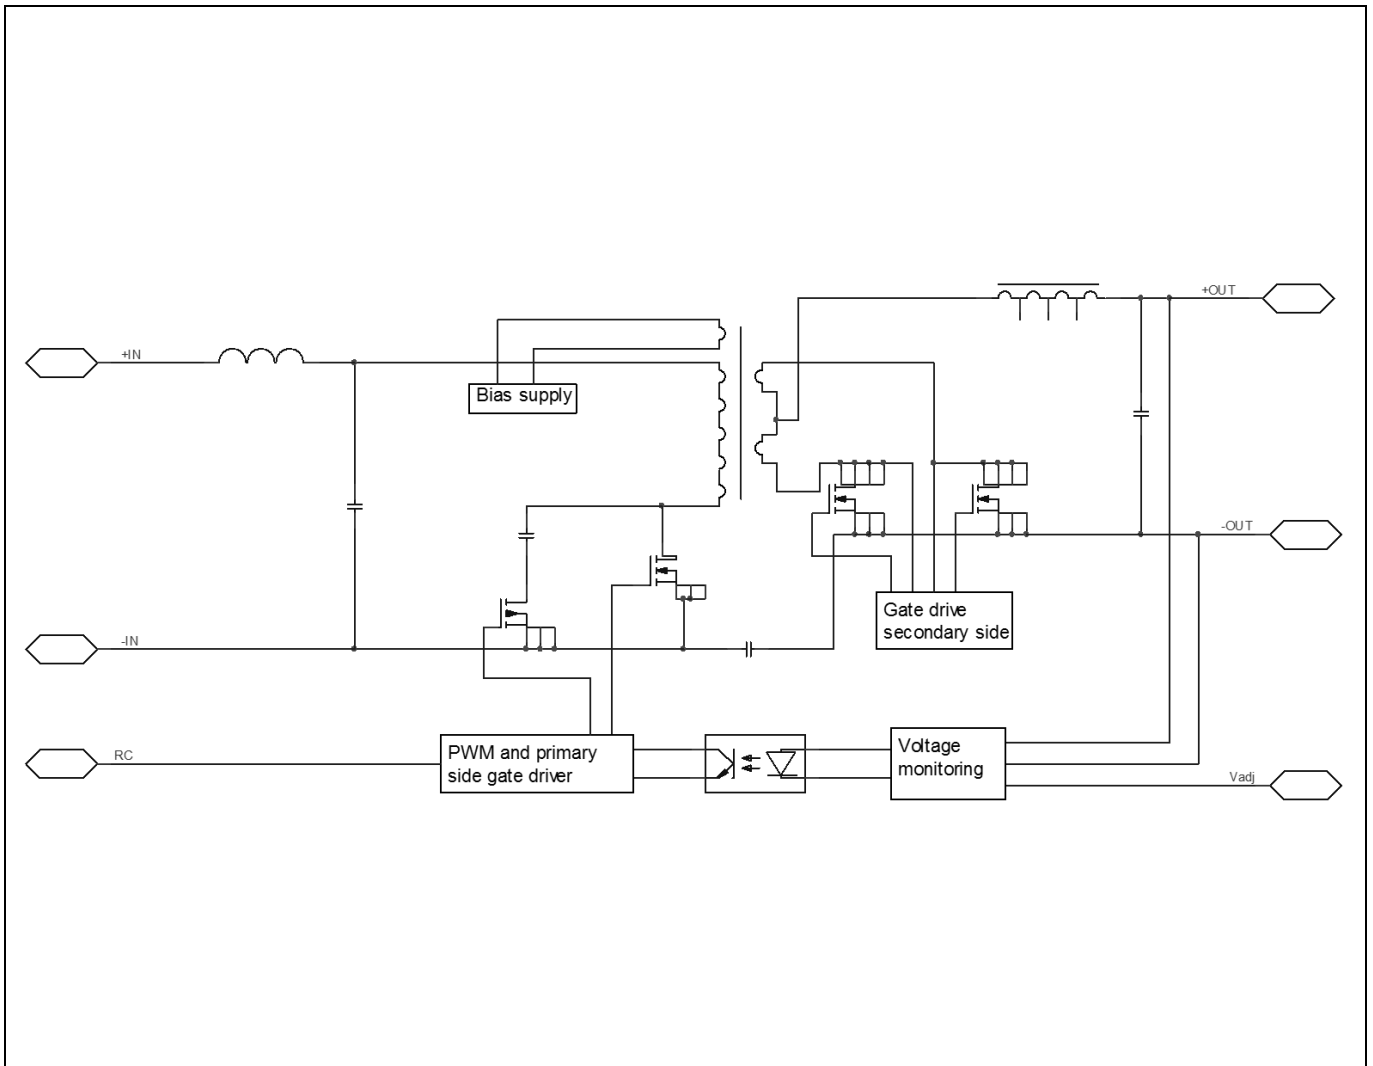 +OUT
+IN
Bias supply
-OUT
Gate drive
secondary side
-IN
RC
PWM and primary
side gate driver
Voltage
monitoring
Vadj